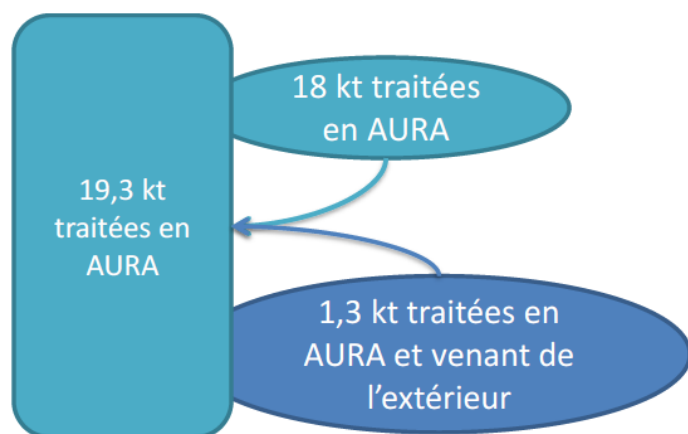 18 kt traitées
en AURA
19,3 kt
traitées en
AURA
1,3 kt traitées en
AURA et venant de
l’extérieur